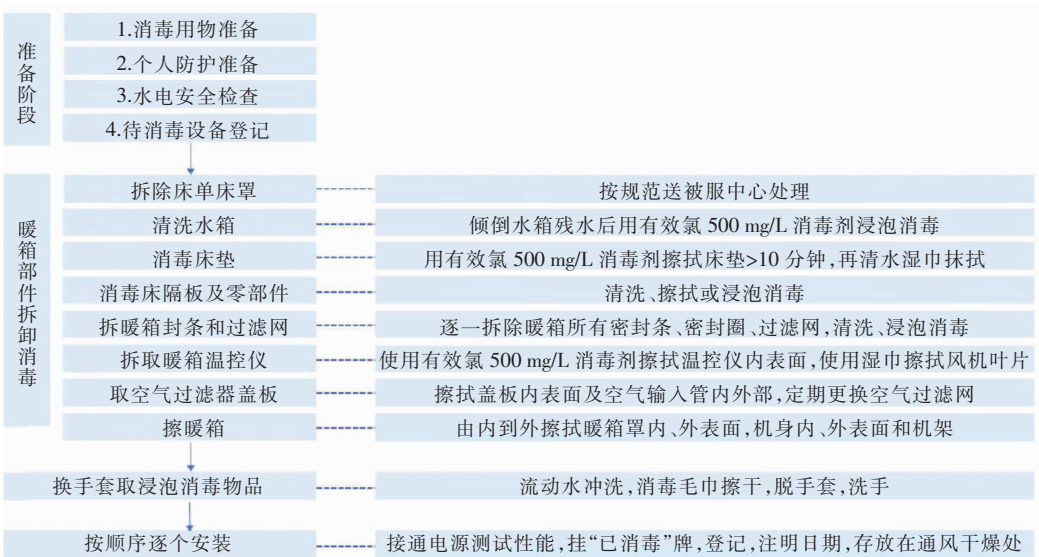 准备阶段
1.消毒用物准备
2.个人防护准备
3.水电安全检查
4.待消毒设备登记
暖箱部件拆卸消毒
拆除床单床罩
按规范送被服中心处理
清洗水箱
倾倒水箱残水后用有效氯 500 mg/L 消毒剂浸泡消毒
消毒床垫
用有效氯 500 mg/L 消毒剂擦拭床垫>10 分钟,再清水湿巾抹拭
消毒床隔板及零部件
清洗、擦拭或浸泡消毒
拆暖箱封条和过滤网
逐一拆除暖箱所有密封条、密封圈、过滤网,清洗、浸泡消毒
拆取暖箱温控仪
使用有效氯 500 mg/L 消毒剂擦拭温控仪内表面,使用湿巾擦拭风机叶片
取空气过滤器盖板
擦拭盖板内表面及空气输入管内外部,定期更换空气过滤网
擦暖箱
由内到外擦拭暖箱罩内、外表面,机身内、外表面和机架
换手套取浸泡消毒物品
流动水冲洗,消毒毛巾擦干,脱手套,洗手
按顺序逐个安装
接通电源测试性能,挂“已消毒”牌,登记,注明日期,存放在通风干燥处